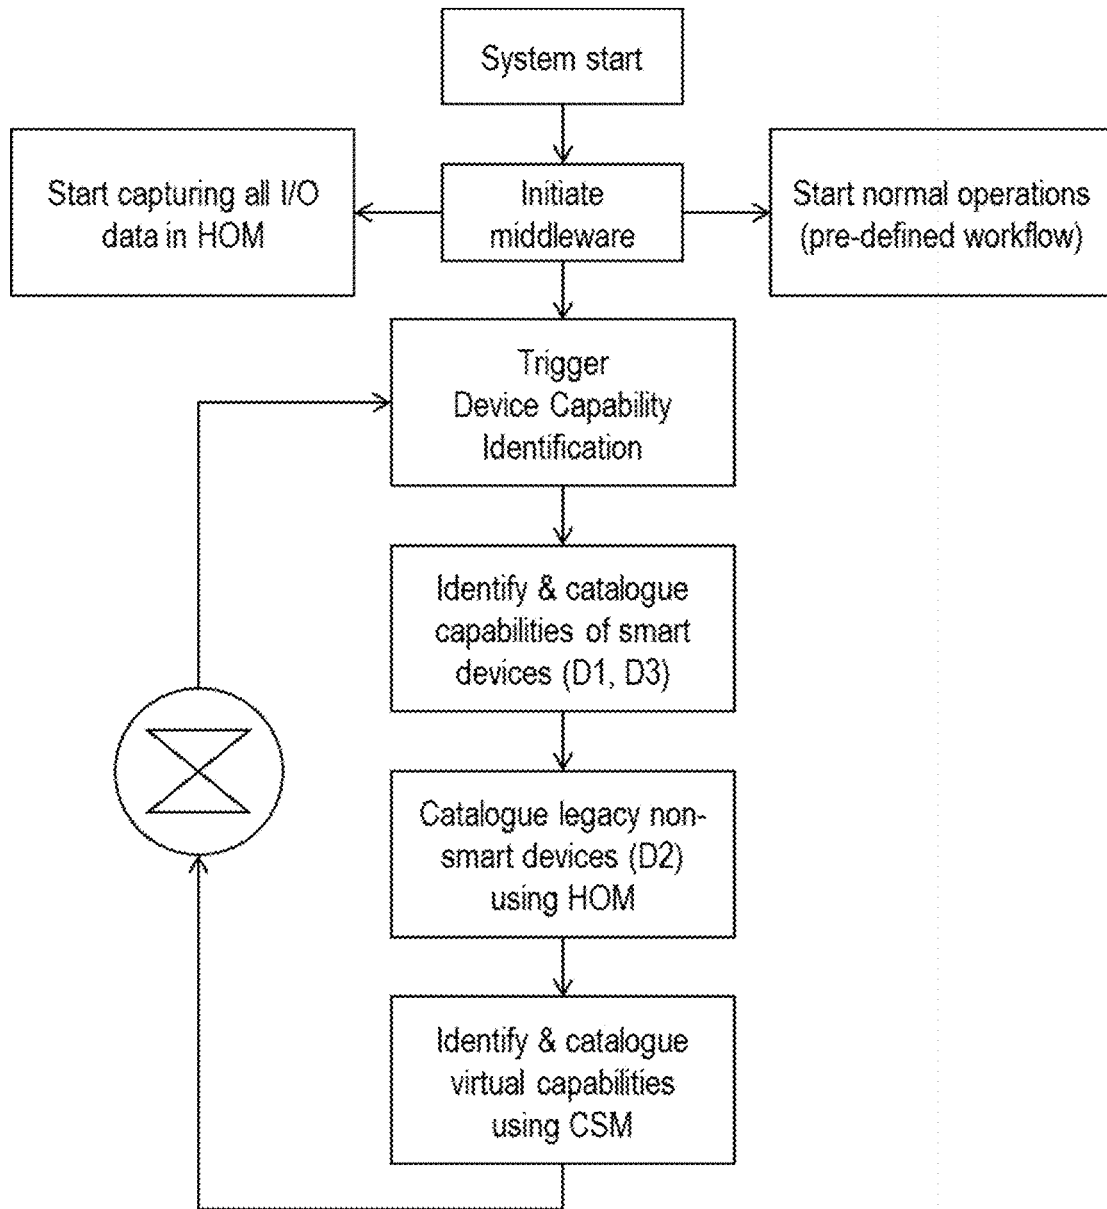 System start
Start capturing all I/O
data in HOM
Initiate
middleware
Start normal operations
(pre-defined workflow)
Trigger
Device Capability
Identification
Identify & catalogue
capabilities of smart
devices (D1, D3)
Catalogue legacy non-
smart devices (D2)
using HOM
Identify & catalogue
virtual capabilities
using CSM